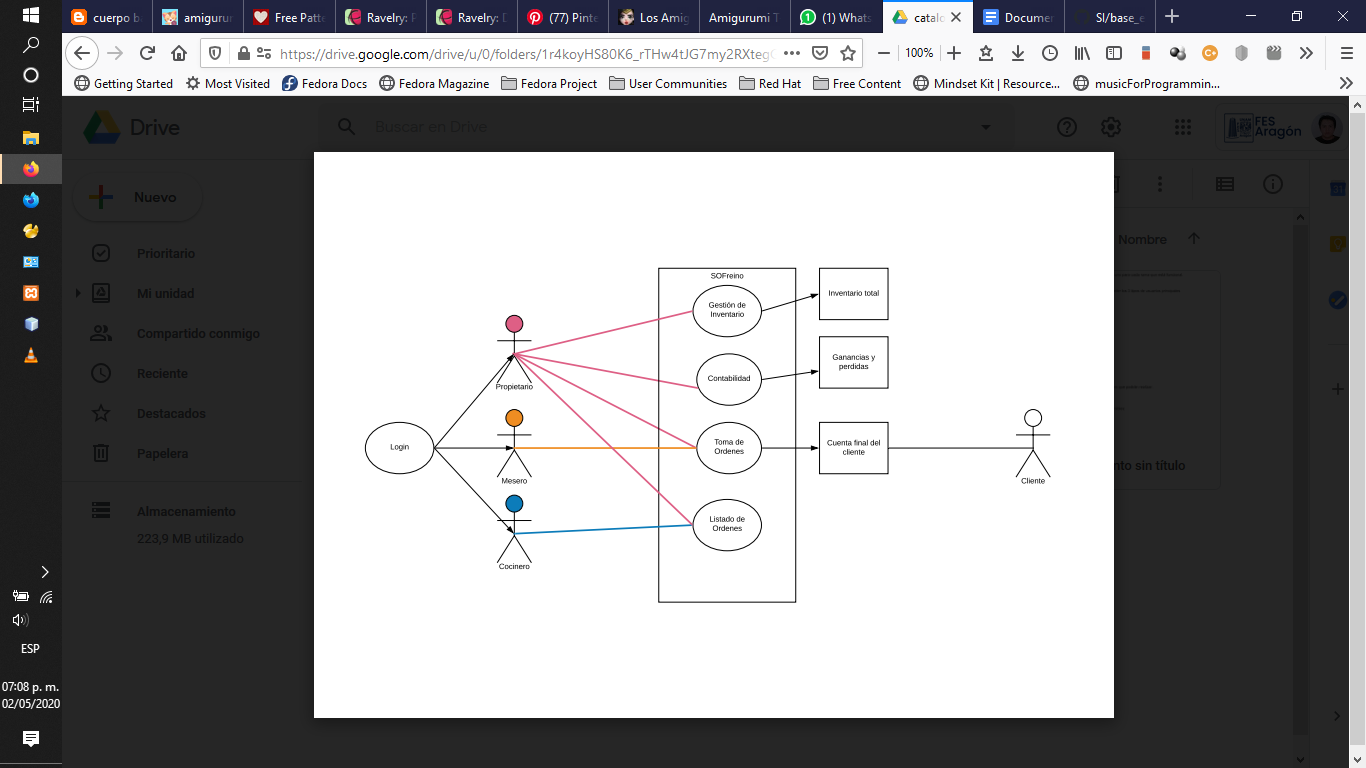 cuerpo b
amigurur
Free Patte
Ravelry: P
Ravelry: D
(77) Pinte
Los Amig
Amigurumi T
(1) Whats
catalo
Documer
SI/base_e
https://drive.google.com/drive/u/0/folders/1r4koyHS80K6_rTHw4tJG7my2RXteg
100%
Getting Started
Most Visited
Fedora Docs
Fedora Magazine
Fedora Project
User Communities
Red Hat
Free Content
Mindset Kit | Resource...
musicForProgrammin...
Drive
Buscar en Drive
FES
Aragón
Nuevo
Prioritario
Mi unidad
Compartido conmigo
Reciente
Destacados
Papelera
Almacenamiento
223,9 MB utilizado
Nombre
nto sin título
SOFreino
Gestión de
Inventario
Inventario total
Propietario
Contabilidad
Ganancias y
perdidas
Login
Mesero
Toma de
Ordenes
Cuenta final del
cliente
Cliente
Cocinero
Listado de
Ordenes
ESP
07:08 p. m.
02/05/2020